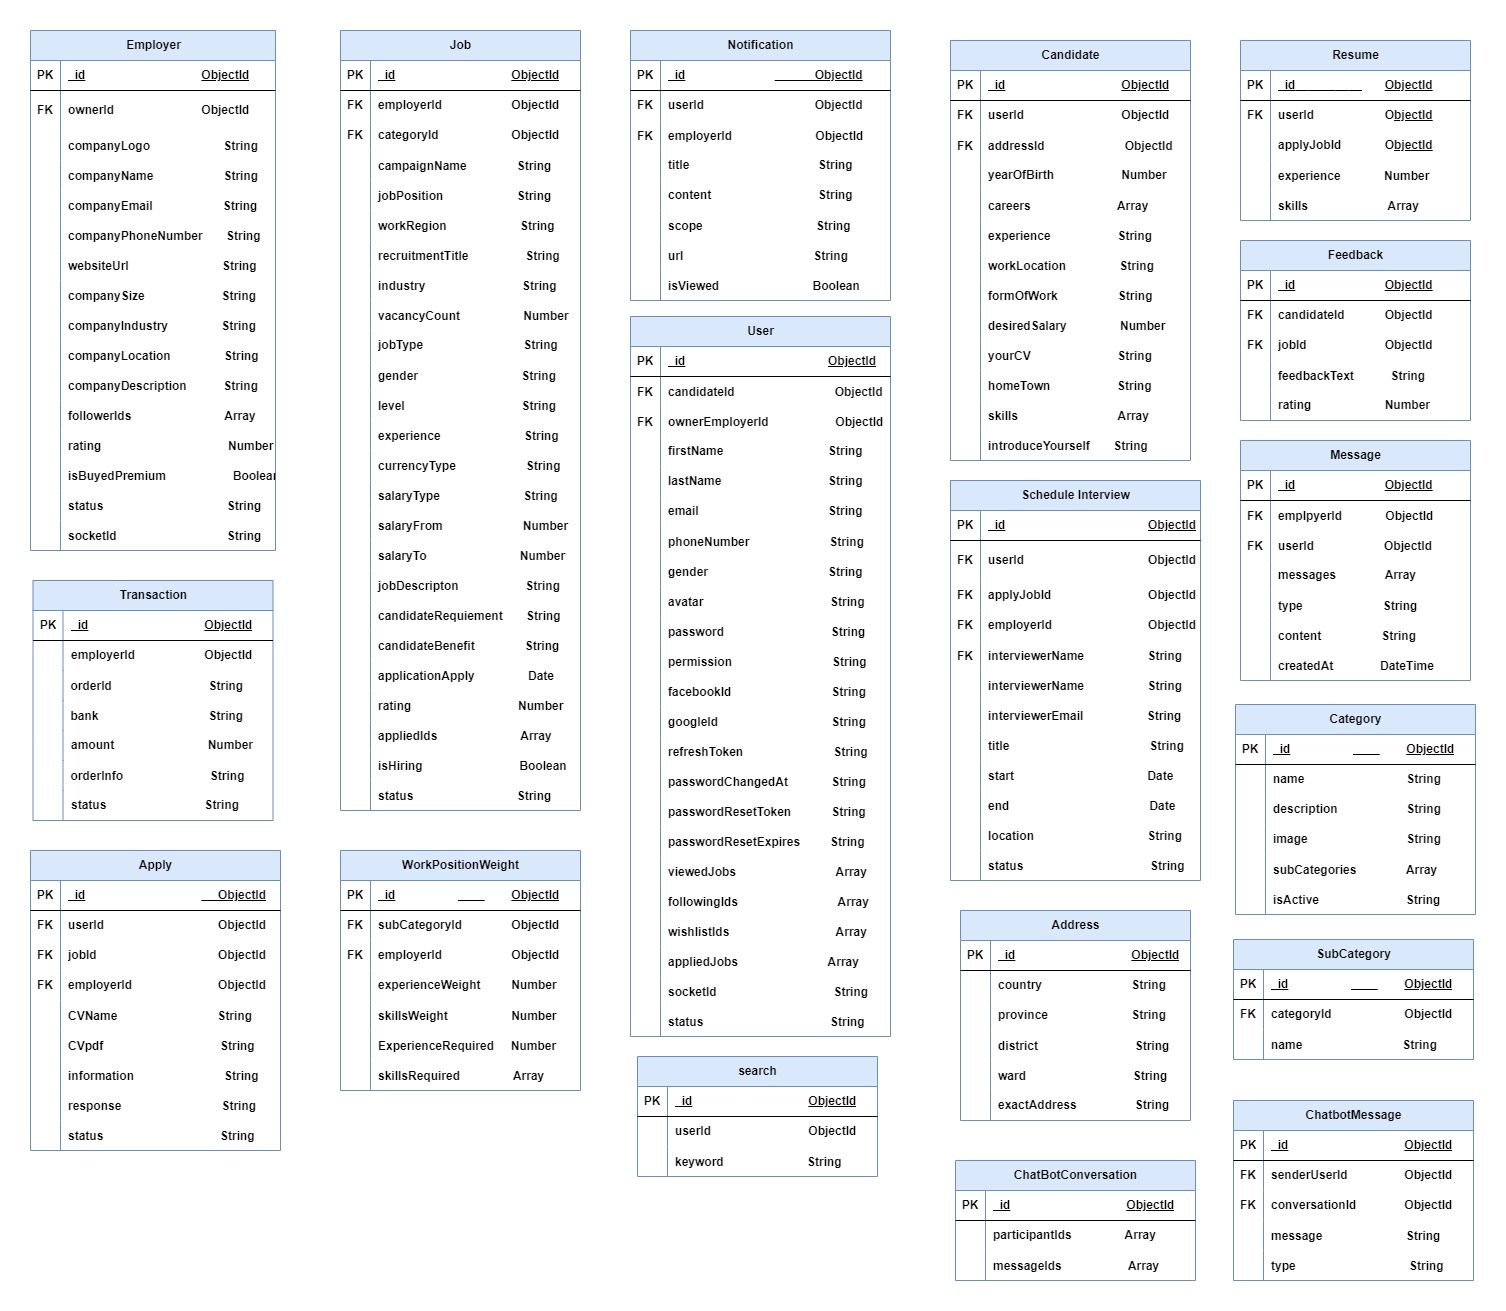 Employer
PK _id ObjectId
FK ownerId ObjectId
companyLogo String
companyName String
companyEmail String
companyPhoneNumber String
websiteUrl String
companySize String
companyIndustry String
companyLocation String
companyDescription String
followerIds Array
rating Number
isBuyedPremium Boolean
status String
socketId String
Transaction
PK _id ObjectId
employerId ObjectId
orderId String
bank String
amount Number
orderInfo String
status String
Apply
PK _id ObjectId
FK userId ObjectId
FK jobId ObjectId
FK employerId ObjectId
CVName String
CVpdf String
information String
response String
status String
Job
PK _id ObjectId
FK employerId ObjectId
FK categoryId ObjectId
campaignName String
jobPosition String
workRegion String
recruitmentTitle String
industry String
vacancyCount Number
jobType String
gender String
level String
experience String
currencyType String
salaryType String
salaryFrom Number
salaryTo Number
jobDescripton String
candidateRequiement String
candidateBenefit String
applicationApply Date
rating Number
appliedIds Array
isHiring Boolean
status String
WorkPositionWeight
PK _id ____ ObjectId
FK subCategoryId ObjectId
FK employerId ObjectId
experienceWeight Number
skillsWeight Number
ExperienceRequired Number
skillsRequired Array
Notification
PK _id ObjectId
FK userId ObjectId
FK employerId ObjectId
title String
content String
scope String
url String
isViewed Boolean
User
PK _id ObjectId
FK candidateId ObjectId
FK ownerEmployerId ObjectId
firstName String
lastName String
email String
phoneNumber String
gender String
avatar String
password String
permission String
facebookId String
googleId String
refreshToken String
passwordChangedAt String
passwordResetToken String
passwordResetExpires String
viewedJobs Array
followingIds Array
wishlistIds Array
appliedJobs Array
socketId String
status String
search
PK _id ObjectId
userId ObjectId
keyword String
Candidate
PK _id ObjectId
FK userId ObjectId
FK addressId ObjectId
yearOfBirth Number
careers Array
experience String
workLocation String
formOfWork String
desiredSalary Number
yourCV String
homeTown String
skills Array
introduceYourself String
Schedule Interview
PK _id ObjectId
FK userId ObjectId
FK applyJobId ObjectId
FK employerId ObjectId
FK interviewerName String
interviewerName String
interviewerEmail String
title String
start Date
end Date
location String
status String
Address
PK _id ObjectId
country String
province String
district String
ward String
exactAddress String
ChatBotConversation
PK _id ObjectId
participantIds Array
messageIds Array
Resume
PK _id ObjectId
FK userId ObjectId
applyJobId ObjectId
experience Number
skills Array
Feedback
PK _id ObjectId
FK candidateId ObjectId
FK jobId ObjectId
feedbackText String
rating Number
Message
PK _id ObjectId
FK emplpyerId ObjectId
FK userId ObjectId
messages Array
type String
content String
createdAt DateTime
Category
PK _id ____ ObjectId
name String
description String
image String
subCategories Array
isActive String
SubCategory
PK _id ____ ObjectId
FK categoryId ObjectId
name String
ChatbotMessage
PK _id ObjectId
FK senderUserId ObjectId
FK conversationId ObjectId
message String
type String